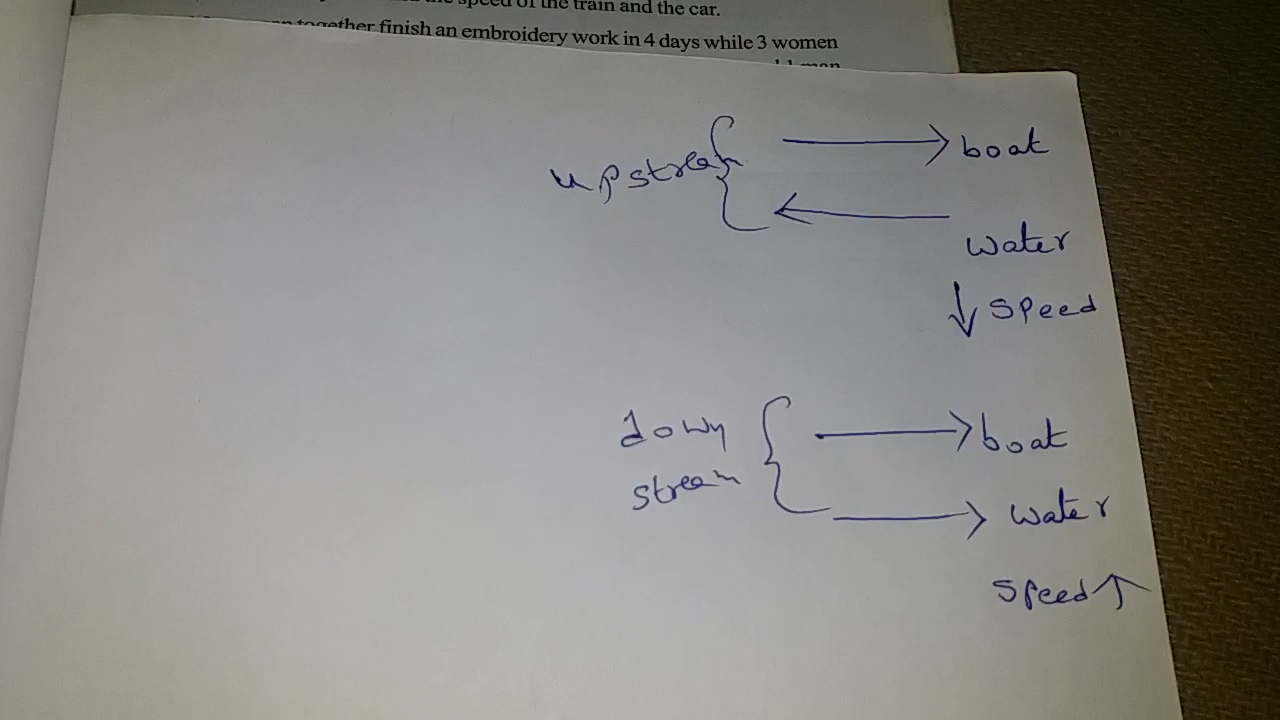 speed of the train and the car.
together finish an embroidery work in 4 days while 3 women
upstream
boat
water
↓ speed
down
stream
boat
water
speed ↑